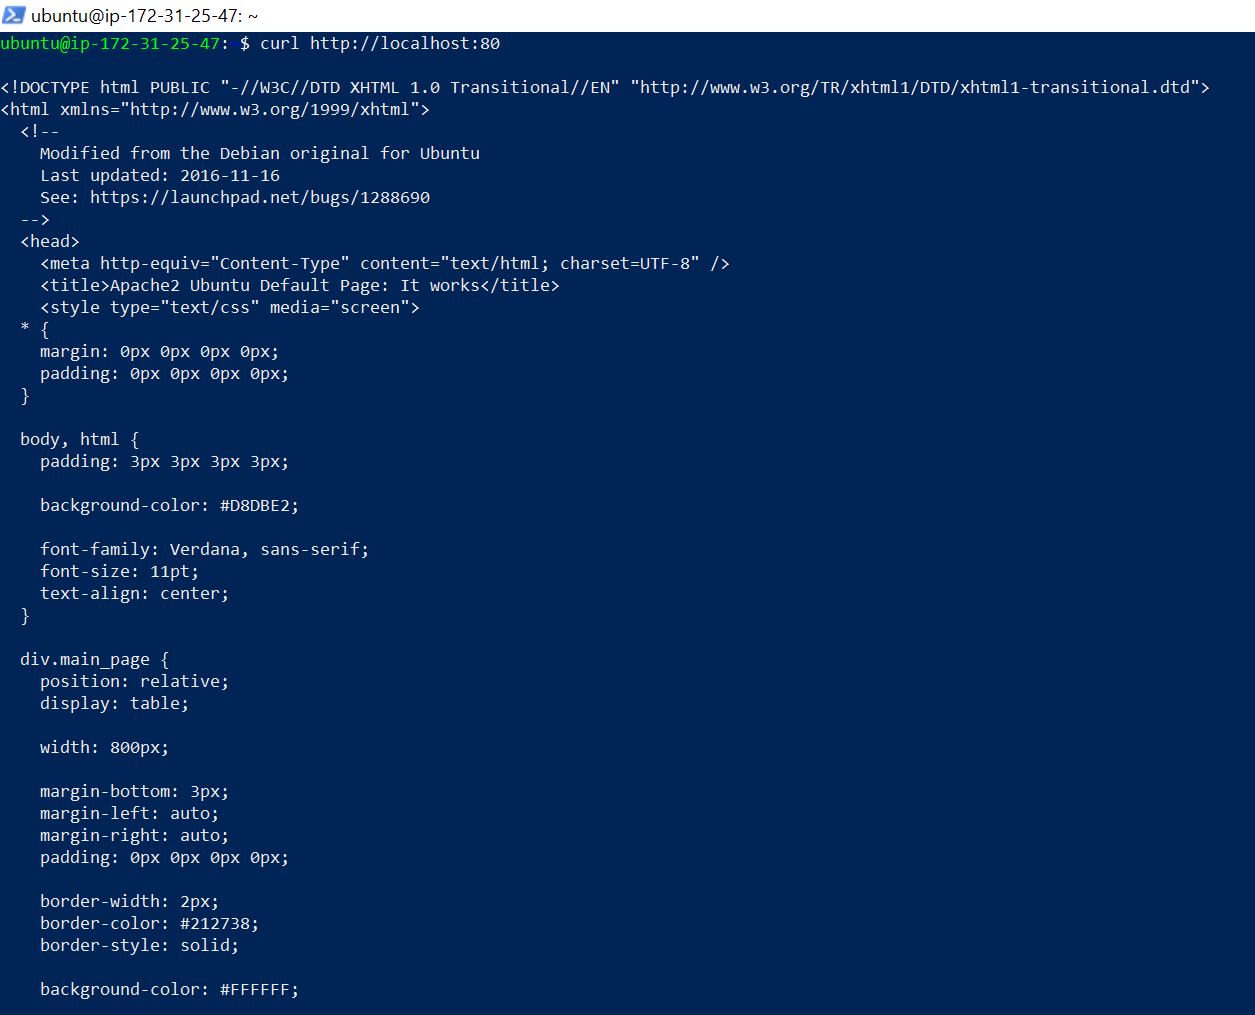 ubuntu@ip-172-31-25-47: ~
ubuntu@ip-172-31-25-47:~$ curl http://localhost:80
<!DOCTYPE html PUBLIC "-//W3C//DTD XHTML 1.0 Transitional//EN" "http://www.w3.org/TR/xhtml1/DTD/xhtml1-transitional.dtd">
<html xmlns="http://www.w3.org/1999/xhtml">
  <!--
    Modified from the Debian original for Ubuntu
    Last updated: 2016-11-16
    See: https://launchpad.net/bugs/1288690
  -->
  <head>
    <meta http-equiv="Content-Type" content="text/html; charset=UTF-8" />
    <title>Apache2 Ubuntu Default Page: It works</title>
    <style type="text/css" media="screen">
  * {
    margin: 0px 0px 0px 0px;
    padding: 0px 0px 0px 0px;
  }
  body, html {
    padding: 3px 3px 3px 3px;
    background-color: #D8DBE2;
    font-family: Verdana, sans-serif;
    font-size: 11pt;
    text-align: center;
  }
  div.main_page {
    position: relative;
    display: table;
    width: 800px;
    margin-bottom: 3px;
    margin-left: auto;
    margin-right: auto;
    padding: 0px 0px 0px 0px;
    border-width: 2px;
    border-color: #212738;
    border-style: solid;
    background-color: #FFFFFF;